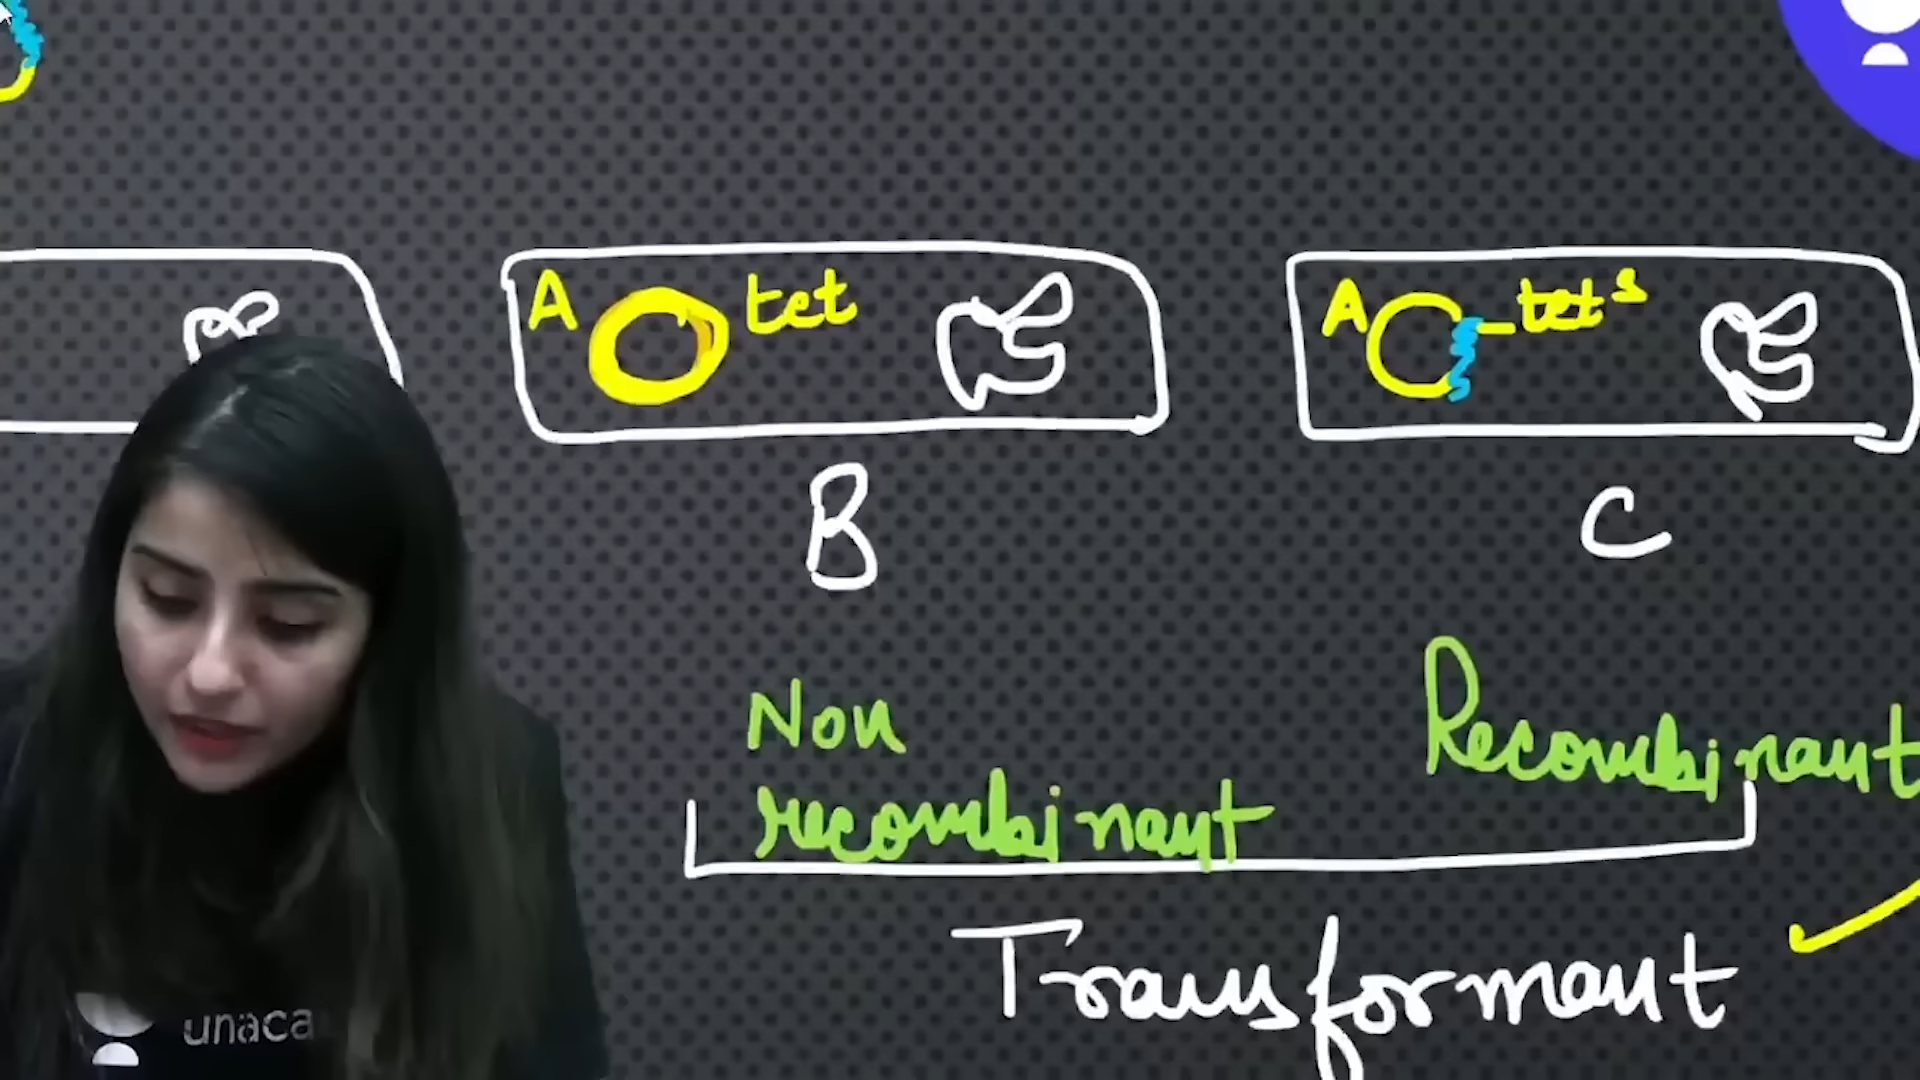 A tet
A tet s
B
C
Non
recombinant
Recombinant
Transformant
unaca